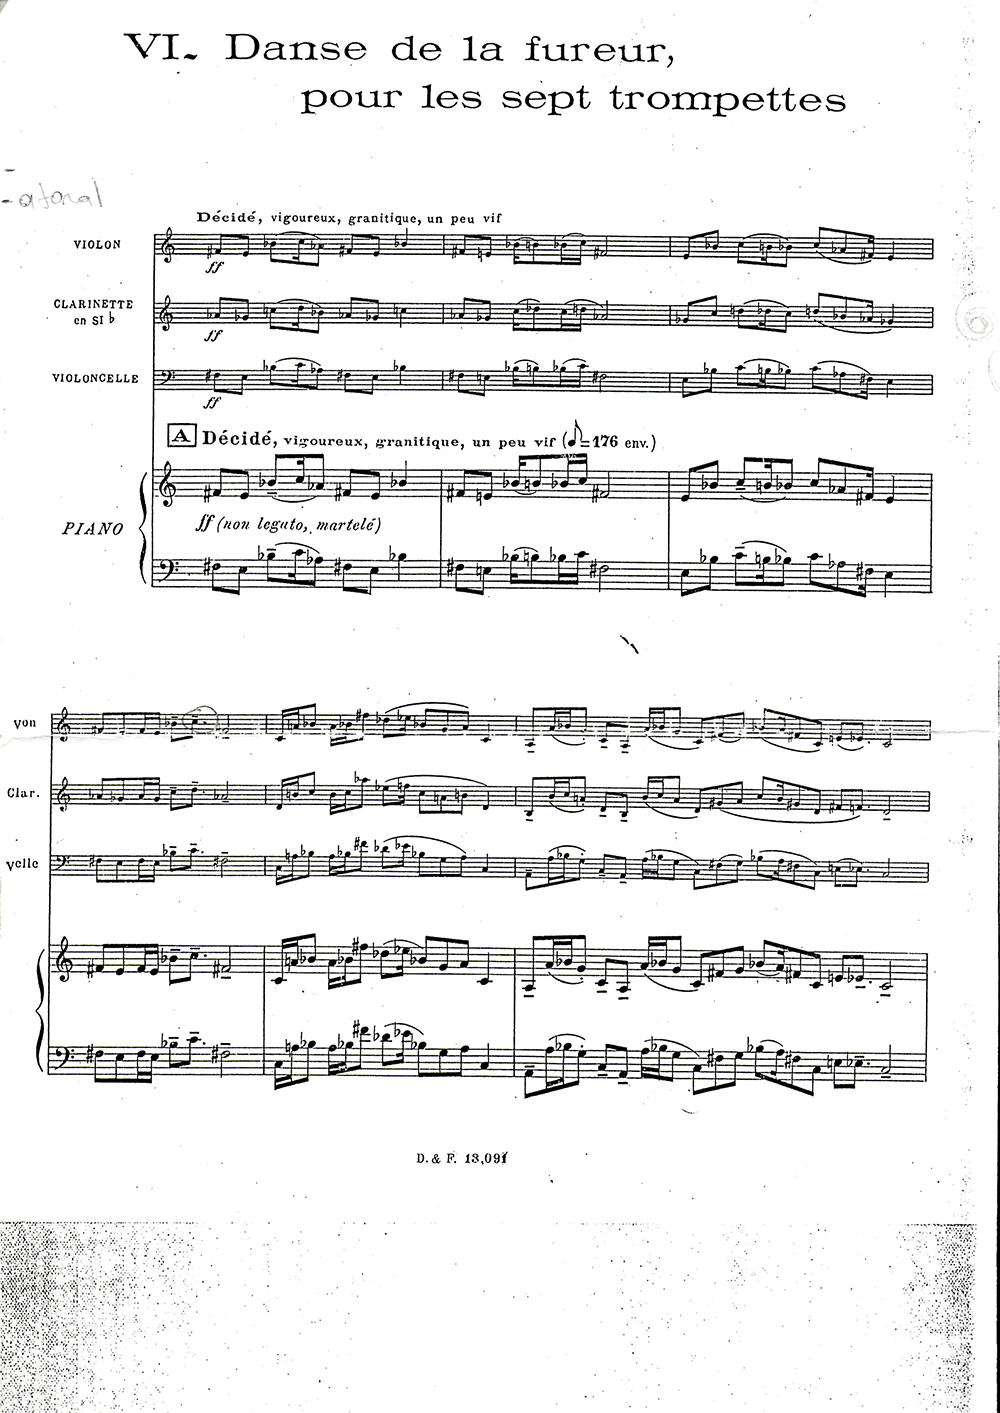 VI. Danse de la fureur,
pour les sept trompettes
- atonal
Décidé, vigoureux, granitique, un peu vif
VIOLON
ff
CLARINETTE
en SI ♭
ff
VIOLONCELLE
ff
A Décidé, vigoureux, granitique, un peu vif (♪=176 env.)
PIANO
ff (non legato, martelé)
Von
Clar.
Velle
D. & F. 13,091